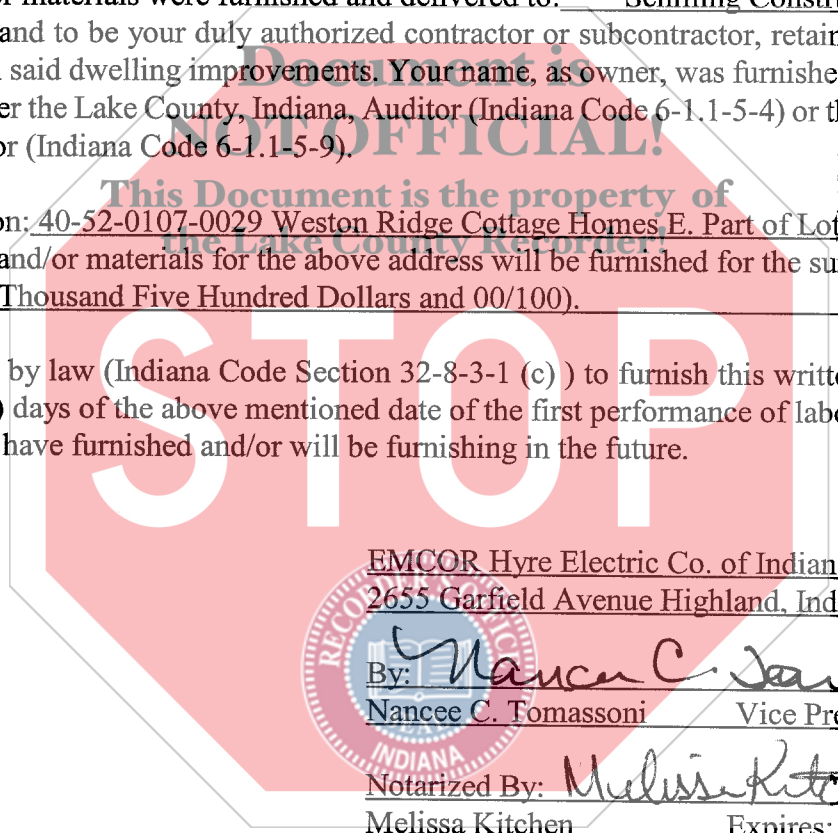 or materials were furnished and delivered to: Schilling Constr
and to be your duly authorized contractor or subcontractor, retain
said dwelling improvements. Your name, as owner, was furnishe
er the Lake County, Indiana, Auditor (Indiana Code 6-1.1-5-4) or th
or (Indiana Code 6-1.1-5-9).
Document is
NOT OFFICIAL!
This Document is the property of
the Lake County Recorder!
on: 40-52-0107-0029 Weston Ridge Cottage Homes E. Part of Lot
and/or materials for the above address will be furnished for the su
Thousand Five Hundred Dollars and 00/100).
STOP
by law (Indiana Code Section 32-8-3-1 (c) ) to furnish this writte
) days of the above mentioned date of the first performance of labo
have furnished and/or will be furnishing in the future.
EMCOR Hyre Electric Co. of Indian
2655 Garfield Avenue Highland, Ind
RECORDER'S OFFICE
INDIANA
By: Nancee C. Tom
Nancee C. Tomassoni Vice Pre
Notarized By: Melissa Kitc
Melissa Kitchen Expires: